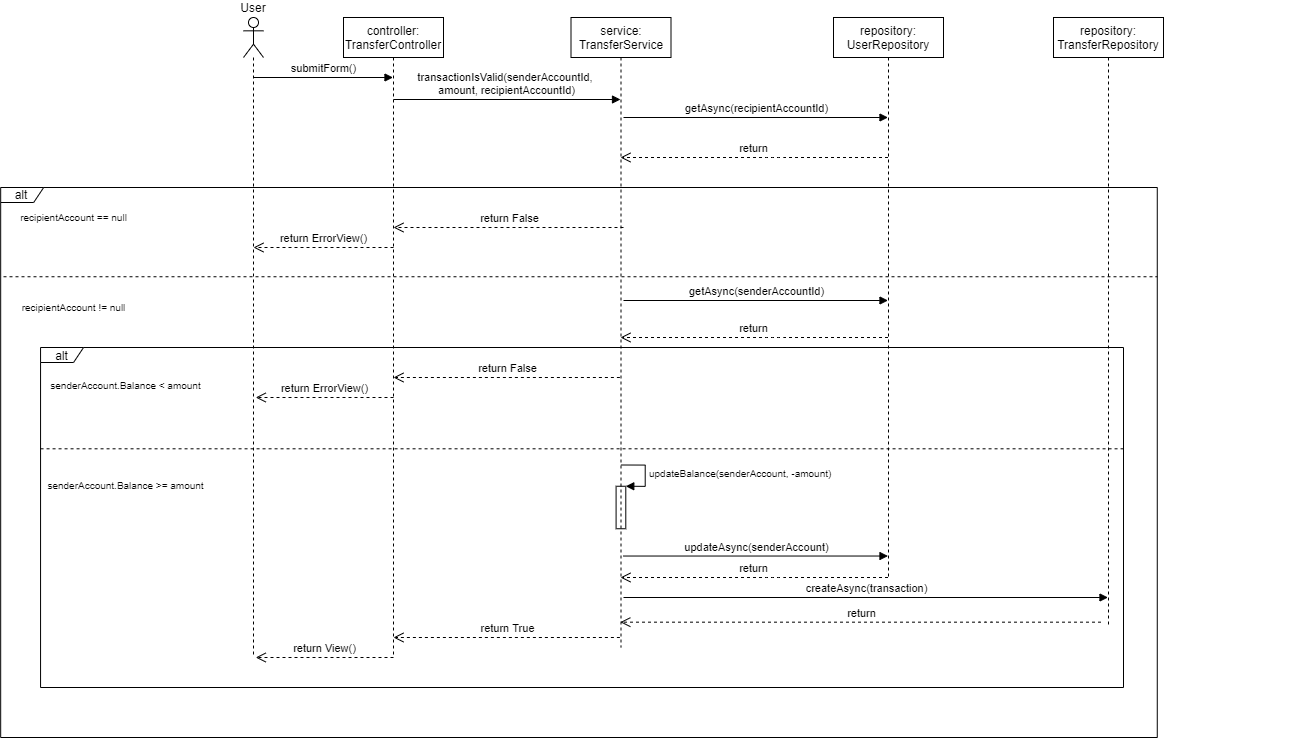 User
controller:
TransferController
service:
TransferService
repository:
UserRepository
repository:
TransferRepository
submitForm()
transactionIsValid(senderAccountId,
amount, recipientAccountId)
getAsync(recipientAccountId)
return
alt
recipientAccount == null
return False
return ErrorView()
getAsync(senderAccountId)
recipientAccount != null
return
alt
return False
senderAccount.Balance < amount
return ErrorView()
updateBalance(senderAccount, -amount)
senderAccount.Balance >= amount
updateAsync(senderAccount)
return
createAsync(transaction)
return
return True
return View()